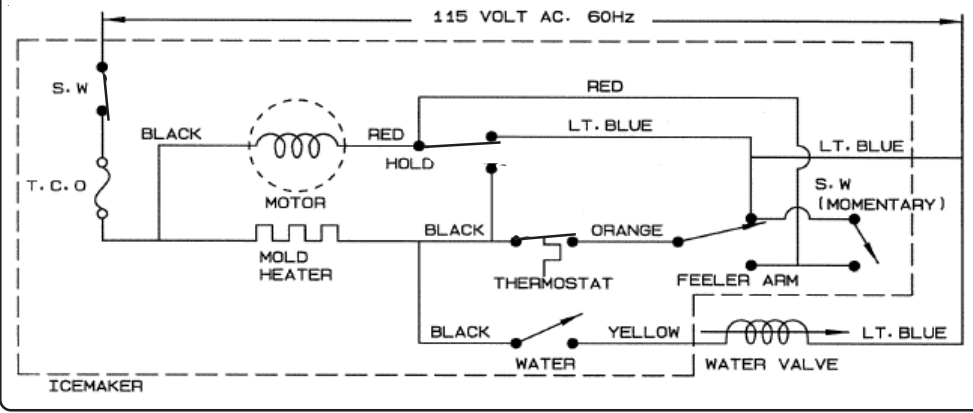 115 VOLT AC. 60Hz
S.W
RED
BLACK
RED
LT.BLUE
LT.BLUE
HOLD
T.C.O
MOTOR
S.W
(MOMENTARY)
BLACK
ORANGE
MOLD
HEATER
THERMOSTAT
FEELER ARM
BLACK
YELLOW
LT.BLUE
WATER
WATER VALVE
ICEMAKER